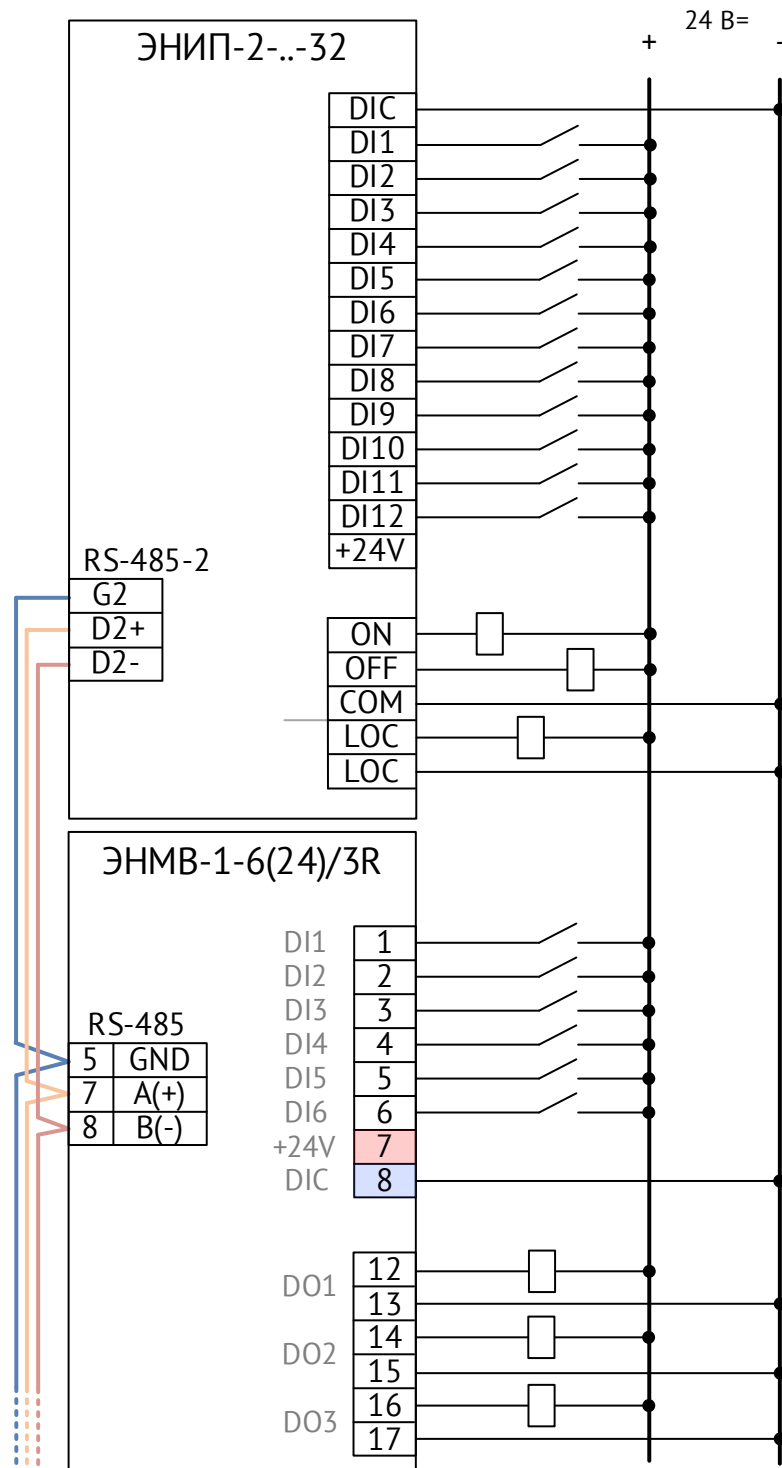 24 В=
+ -
ЭНИП-2-..-32
DIC
DI1
DI2
DI3
DI4
DI5
DI6
DI7
DI8
DI9
DI10
DI11
DI12
+24V
RS-485-2
G2
D2+
D2-
ON
OFF
COM
LOC
LOC
ЭНМВ-1-6(24)/3R
DI1 1
DI2 2
DI3 3
DI4 4
DI5 5
DI6 6
+24V 7
DIC 8
RS-485
5 GND
7 A(+)
8 B(-)
DO1
12
13
DO2
14
15
DO3
16
17